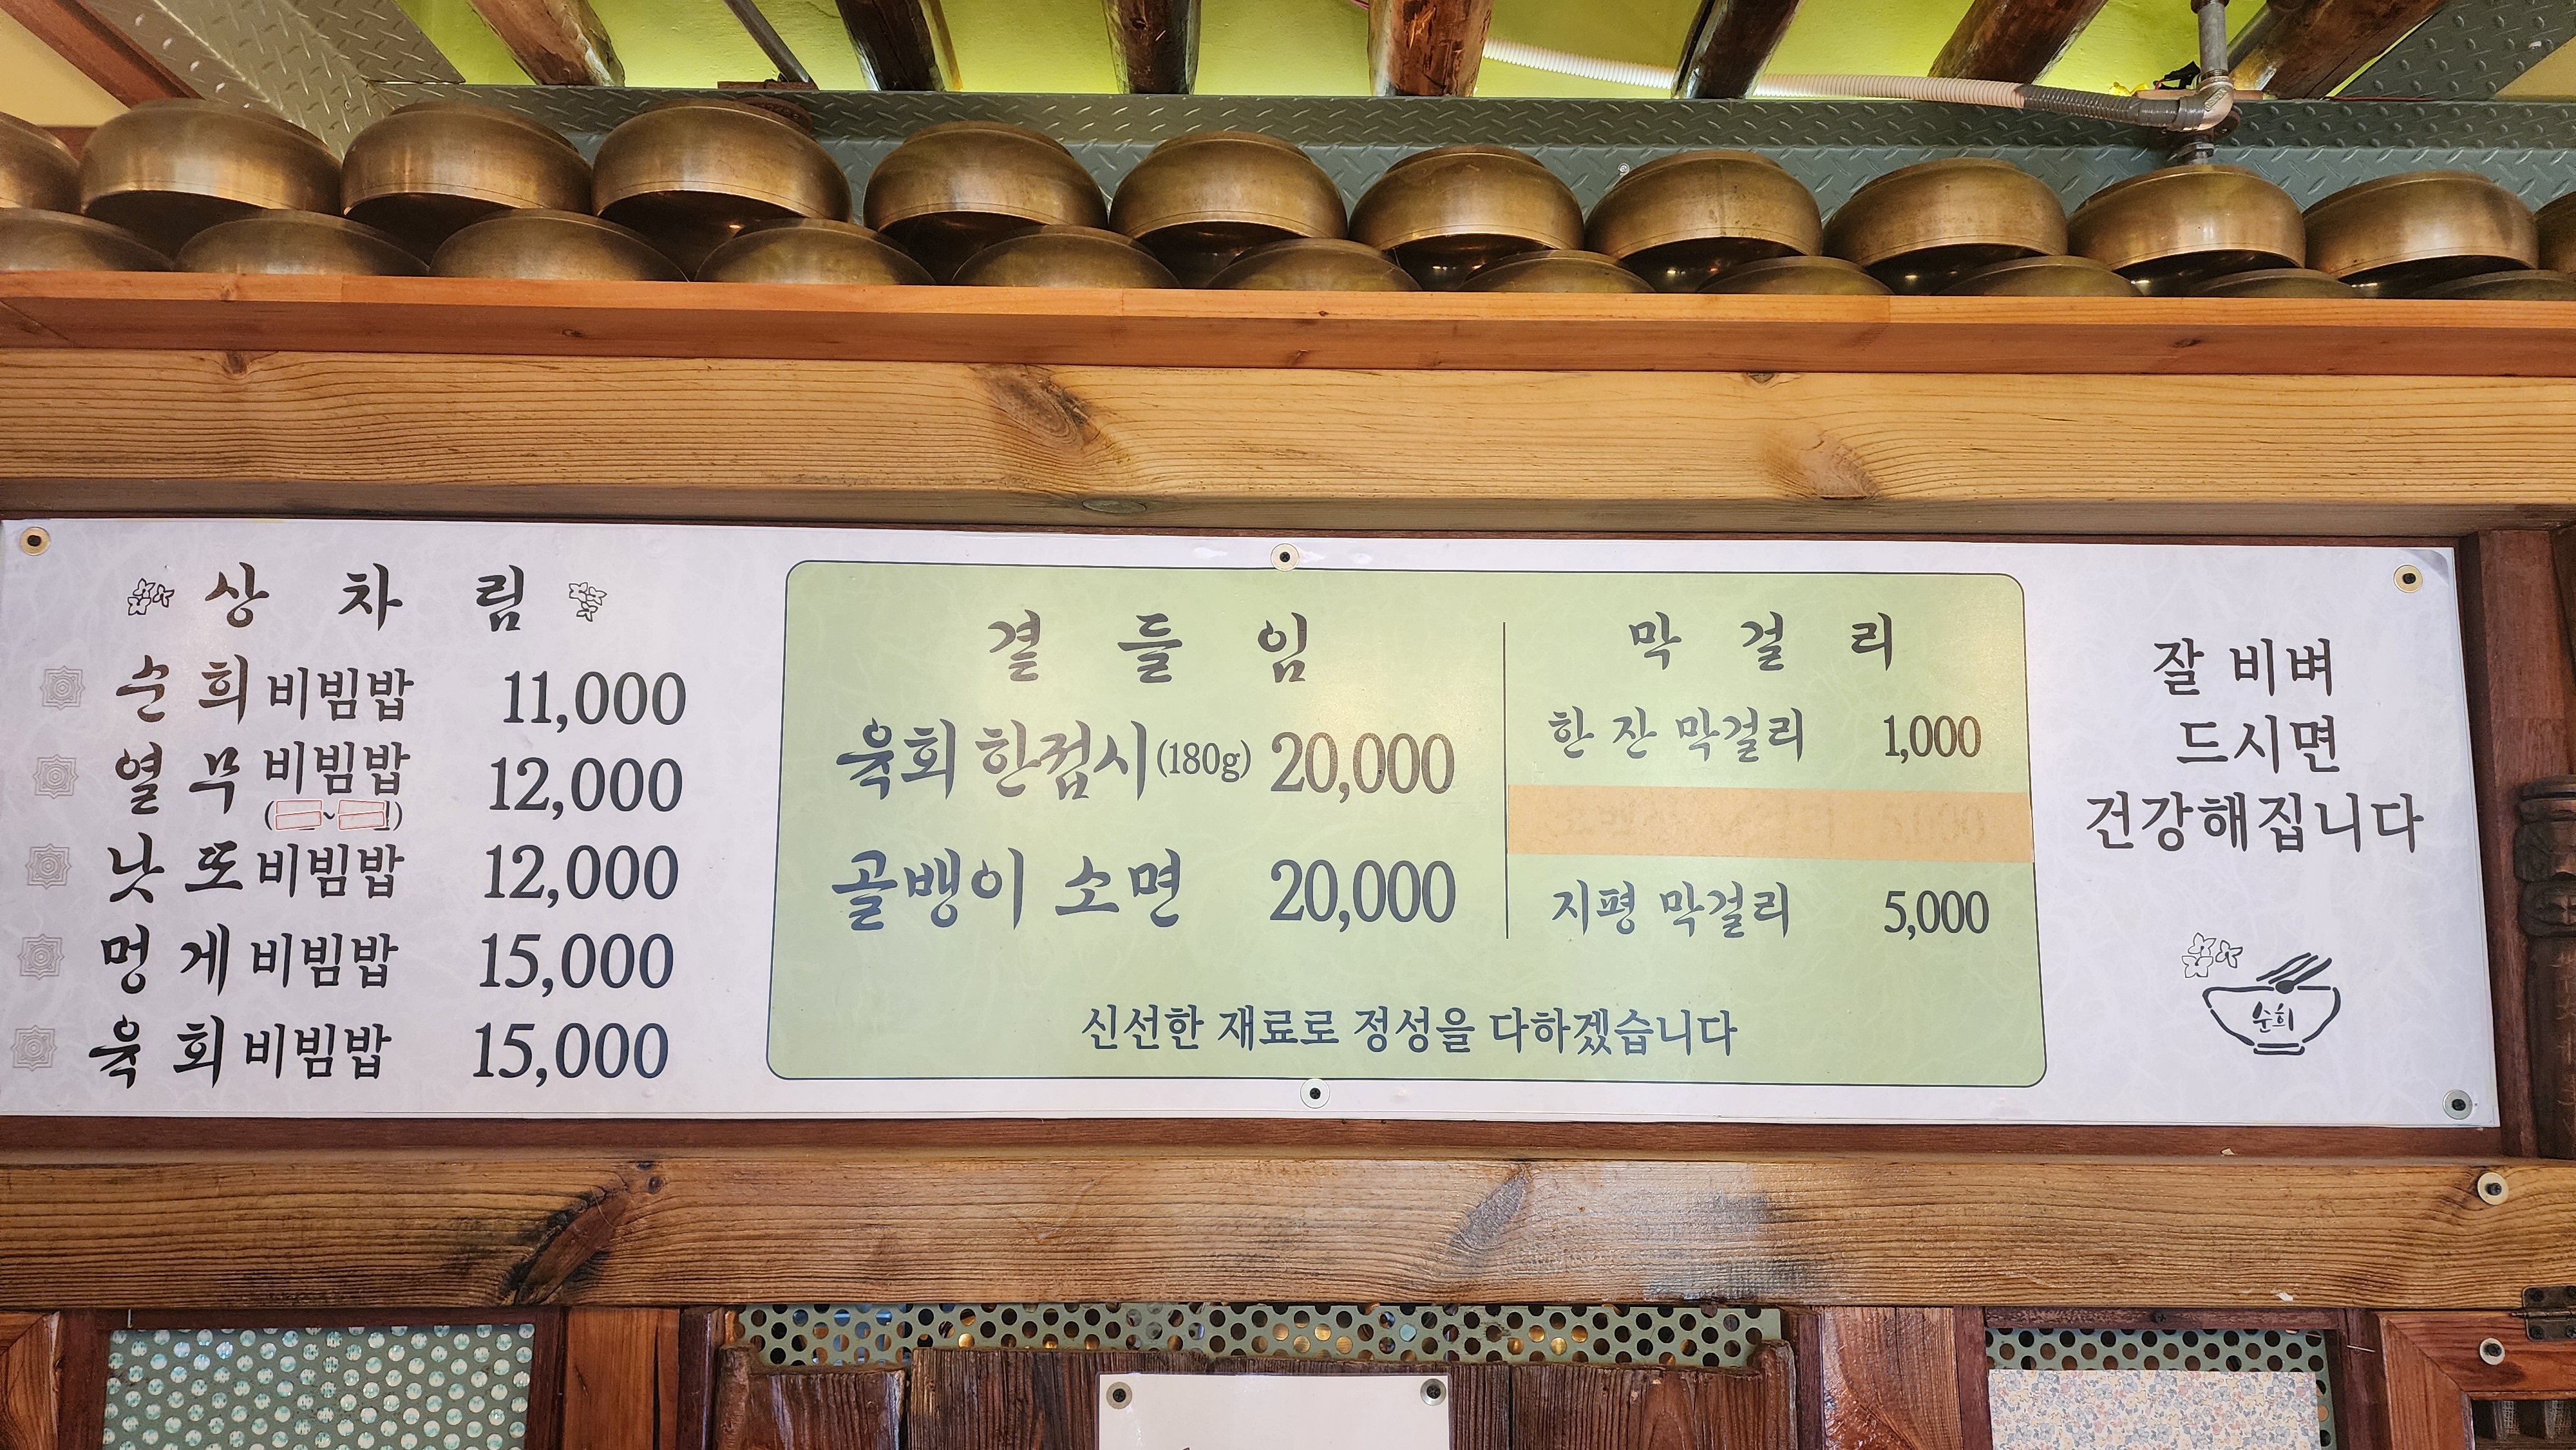 상 차 림
순 희 비빔밥 11,000
열 무 비빔밥 12,000
낫 또 비빔밥 12,000
멍 게 비빔밥 15,000
육 회 비빔밥 15,000
곁 들 임
육회 한접시(180g) 20,000
골뱅이 소면 20,000
막 걸 리
한 잔 막걸리 1,000
지평 막걸리 5,000
신선한 재료로 정성을 다하겠습니다
잘 비벼
드시면
건강해집니다
순희